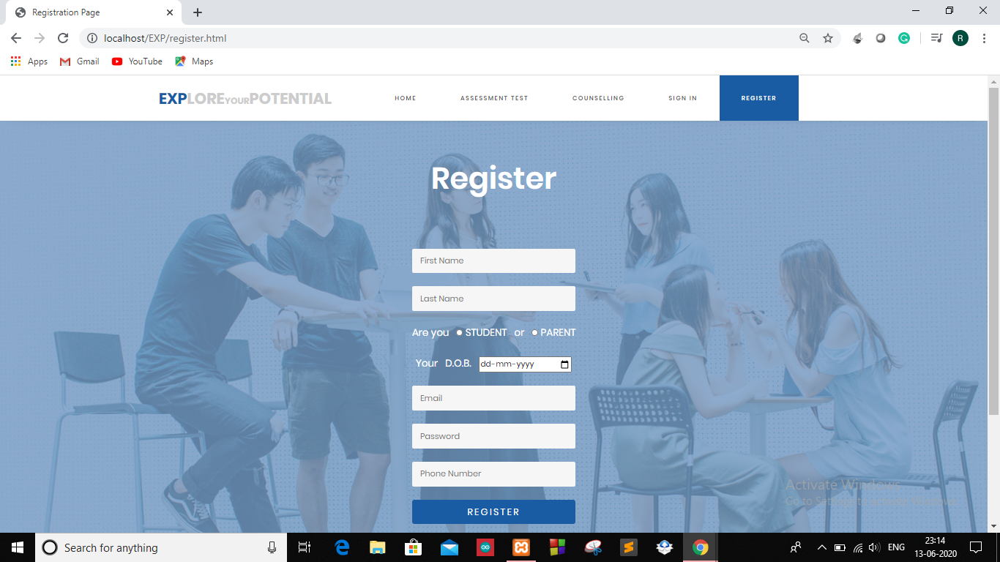 Registration Page
localhost/EXP/register.html
R
Apps Gmail YouTube Maps
EXPLOREYOURPOTENTIAL
HOME ASSESSMENT TEST COUNSELLING SIGN IN REGISTER
Register
First Name
Last Name
Are you STUDENT or PARENT
Your D.O.B. dd-mm-yyyy
Email
Password
Phone Number
Activate Windows
Go to Settings to activate Windows.
REGISTER
Search for anything
ENG
23:14
13-06-2020